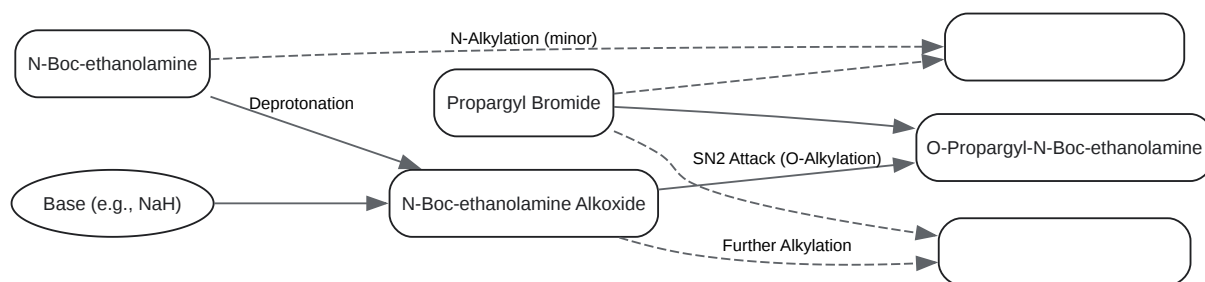 N-Alkylation (minor)
N-Boc-ethanolamine
Deprotonation
Propargyl Bromide
O-Propargyl-N-Boc-ethanolamine
SN2 Attack (O-Alkylation)
Base (e.g., NaH)
N-Boc-ethanolamine Alkoxide
Further Alkylation